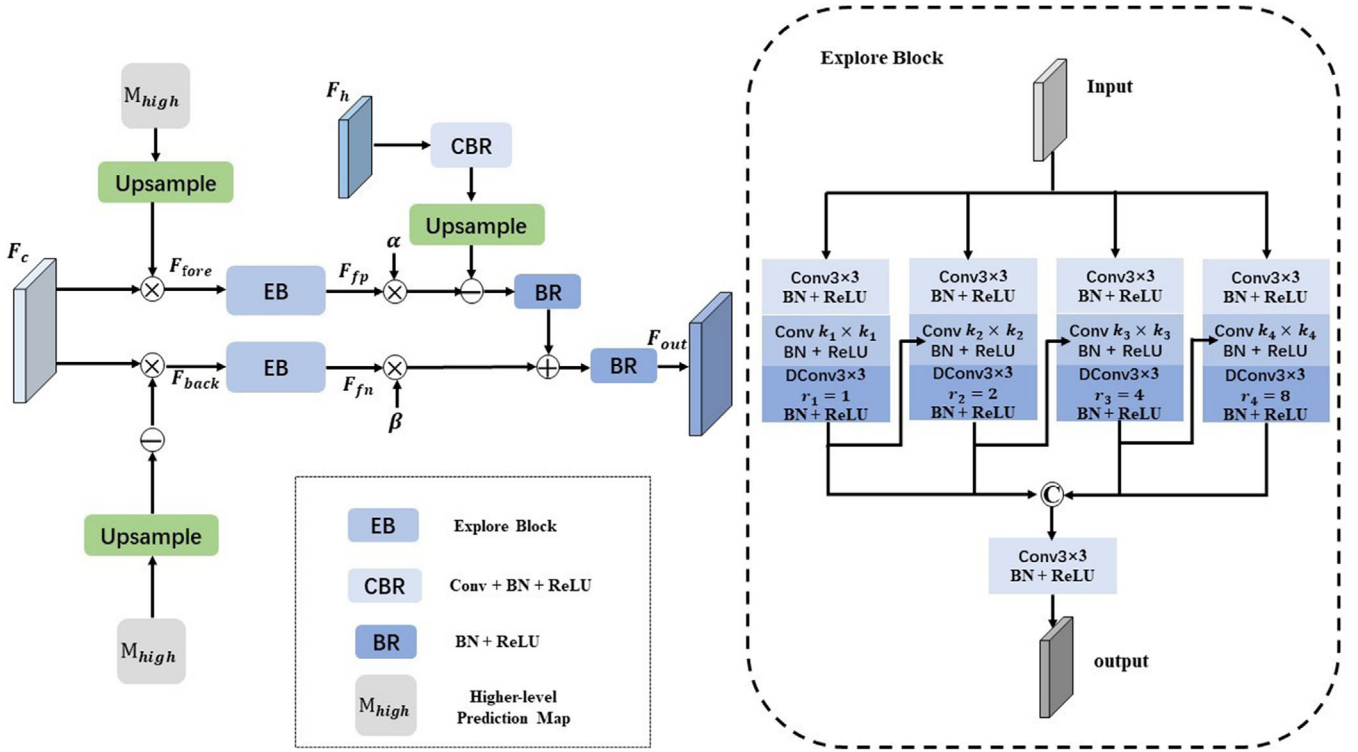 M_high
Upsample
F_c
F_fore
EB
F_fp
α
F_h
CBR
Upsample
BR
F_back
EB
F_fn
β
BR
F_out
Upsample
M_high
EB
Explore Block
CBR
Conv + BN + ReLU
BR
BN + ReLU
M_high
Higher-level
Prediction Map
Explore Block
Input
Conv3×3
BN + ReLU
Conv k₁ × k₁
BN + ReLU
DConv3×3
r₁ = 1
BN + ReLU
Conv3×3
BN + ReLU
Conv k₂ × k₂
BN + ReLU
DConv3×3
r₂ = 2
BN + ReLU
Conv3×3
BN + ReLU
Conv k₃ × k₃
BN + ReLU
DConv3×3
r₃ = 4
BN + ReLU
Conv3×3
BN + ReLU
Conv k₄ × k₄
BN + ReLU
DConv3×3
r₄ = 8
BN + ReLU
C
Conv3×3
BN + ReLU
output